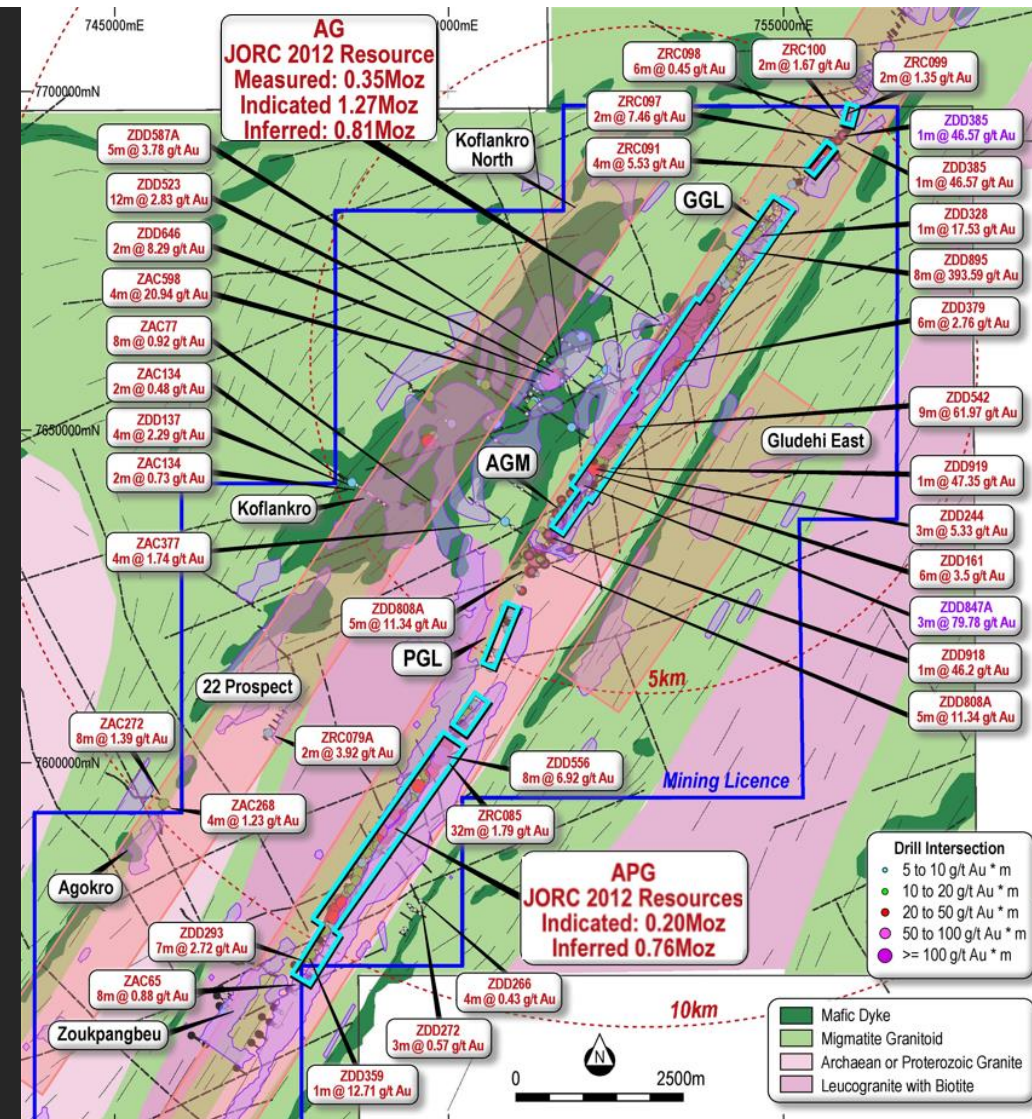 745000mE
0000mE
755000mE
7700000mN
7650000mN
7600000mN
AG
JORC 2012 Resource
Measured: 0.35Moz
Indicated 1.27Moz
Inferred: 0.81Moz
ZRC098
6m @ 0.45 g/t Au
ZRC100
2m @ 1.67 g/t Au
ZRC099
2m @ 1.35 g/t Au
ZRC097
2m @ 7.46 g/t Au
ZRC091
4m @ 5.53 g/t Au
Koflankro
North
GGL
ZDD587A
5m @ 3.78 g/t Au
ZDD523
12m @ 2.83 g/t Au
ZDD646
2m @ 8.29 g/t Au
ZAC598
4m @ 20.94 g/t Au
ZAC77
8m @ 0.92 g/t Au
ZAC134
2m @ 0.48 g/t Au
ZDD137
4m @ 2.29 g/t Au
ZAC134
2m @ 0.73 g/t Au
Koflankro
ZAC377
4m @ 1.74 g/t Au
ZDD385
1m @ 46.57 g/t Au
ZDD385
1m @ 46.57 g/t Au
ZDD328
1m @ 17.53 g/t Au
ZDD895
8m @ 393.59 g/t Au
ZDD379
6m @ 2.76 g/t Au
ZDD542
9m @ 61.97 g/t Au
Gludehi East
AGM
ZDD919
1m @ 47.35 g/t Au
ZDD244
3m @ 5.33 g/t Au
ZDD161
6m @ 3.5 g/t Au
ZDD847A
3m @ 79.78 g/t Au
ZDD918
1m @ 46.2 g/t Au
ZDD808A
5m @ 11.34 g/t Au
ZDD808A
5m @ 11.34 g/t Au
PGL
5km
22 Prospect
ZAC272
8m @ 1.39 g/t Au
ZRC079A
2m @ 3.92 g/t Au
ZDD556
8m @ 6.92 g/t Au
Mining Licence
ZAC268
4m @ 1.23 g/t Au
ZRC085
32m @ 1.79 g/t Au
Agokro
APG
JORC 2012 Resources
Indicated: 0.20Moz
Inferred 0.76Moz
ZDD293
7m @ 2.72 g/t Au
ZAC65
8m @ 0.88 g/t Au
Zoukpangbeu
ZDD266
4m @ 0.43 g/t Au
ZDD272
3m @ 0.57 g/t Au
ZDD359
1m @ 12.71 g/t Au
10km
N
0 2500m
Drill Intersection
5 to 10 g/t Au * m
10 to 20 g/t Au * m
20 to 50 g/t Au * m
50 to 100 g/t Au * m
>= 100 g/t Au * m
Mafic Dyke
Migmatite Granitoid
Archaean or Proterozoic Granite
Leucogranite with Biotite